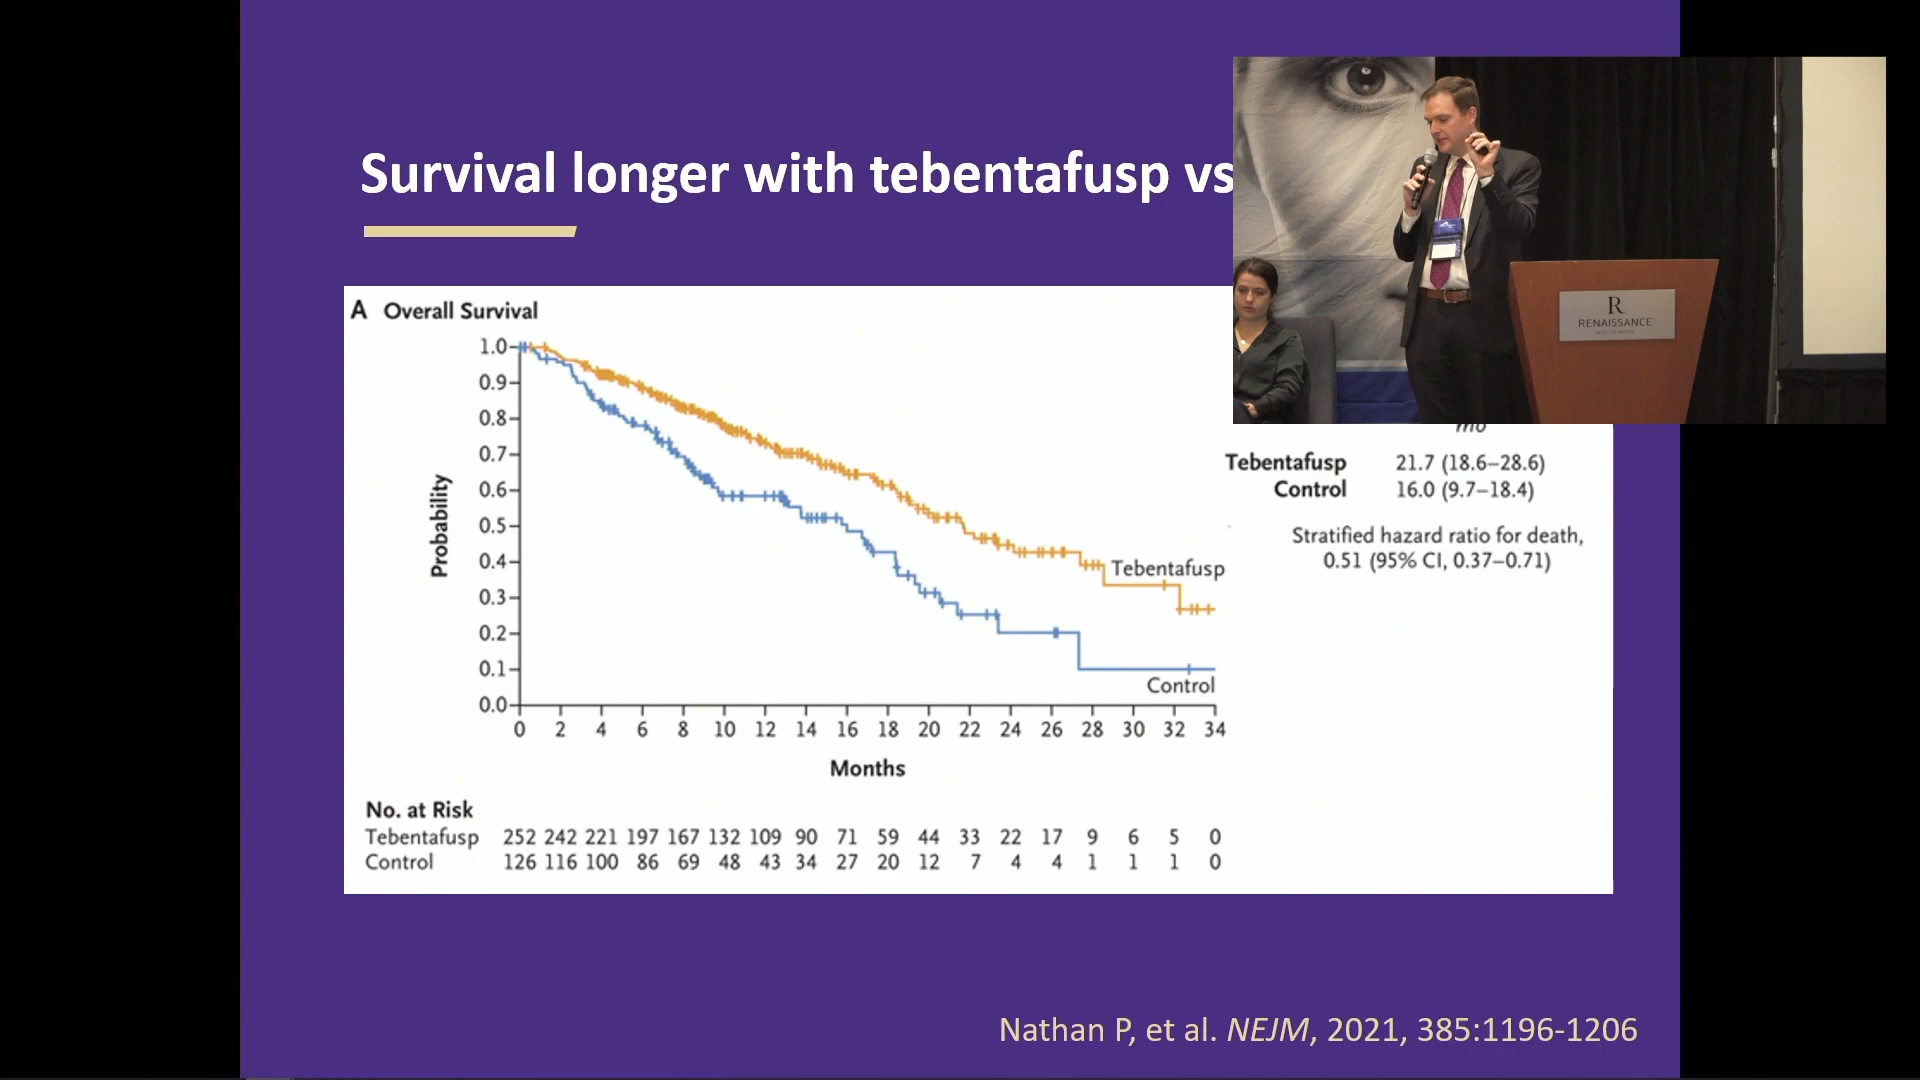 Survival longer with tebentafusp vs
A Overall Survival
1.0
0.9
0.8
0.7
0.6
0.5
0.4
0.3
0.2
0.1
0.0
Probability
0 2 4 6 8 10 12 14 16 18 20 22 24 26 28 30 32 34
Months
Tebentafusp
Control
mo
Tebentafusp 21.7 (18.6–28.6)
Control 16.0 (9.7–18.4)
Stratified hazard ratio for death,
0.51 (95% CI, 0.37–0.71)
No. at Risk
Tebentafusp 252 242 221 197 167 132 109 90 71 59 44 33 22 17 9 6 5 0
Control 126 116 100 86 69 48 43 34 27 20 12 7 4 4 1 1 1 0
Nathan P, et al. NEJM, 2021, 385:1196-1206
R
RENAISSANCE